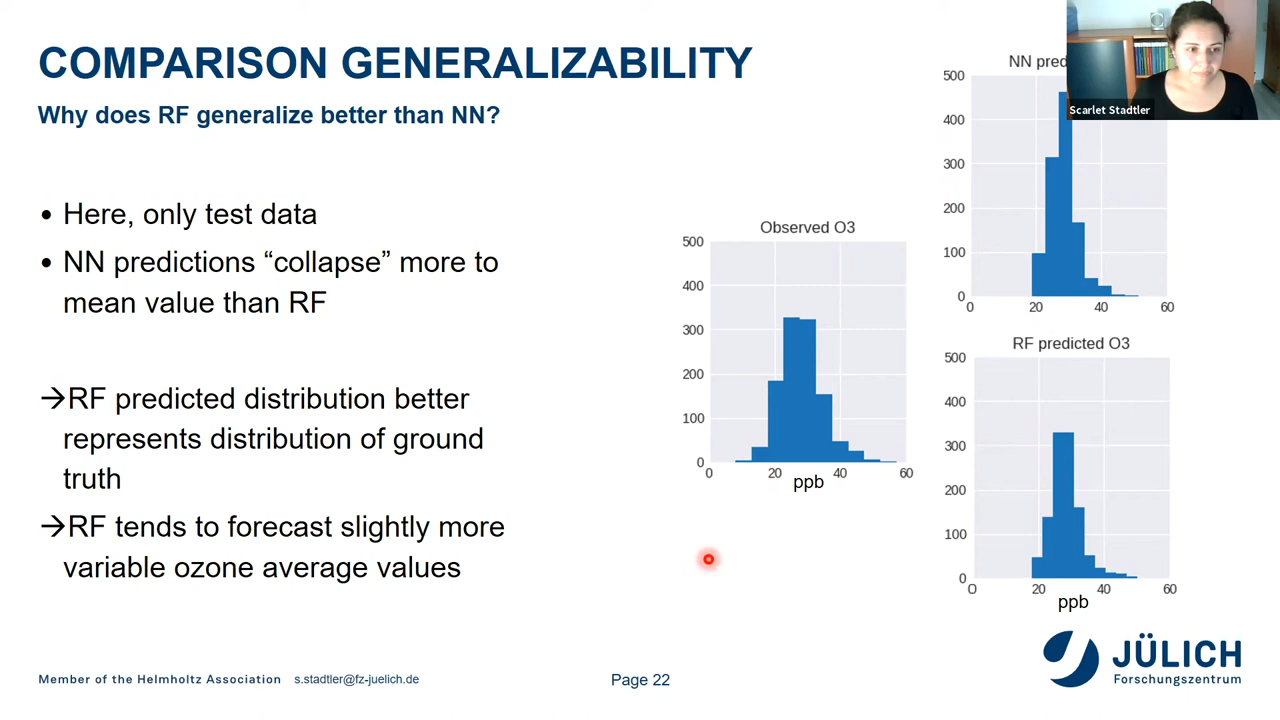 COMPARISON GENERALIZABILITY
Why does RF generalize better than NN?
• Here, only test data
• NN predictions “collapse” more to
mean value than RF
→RF predicted distribution better
represents distribution of ground
truth
→RF tends to forecast slightly more
variable ozone average values
Observed O3
500
400
300
200
100
0
0 20 40 60
ppb
NN
500
400
300
200
100
0
0 20 40 60
RF predicted O3
500
400
300
200
100
0
0 20 40 60
ppb
Scarlet Stadtler
Member of the Helmholtz Association s.stadtler@fz-juelich.de
Page 22
JÜLICH
Forschungszentrum